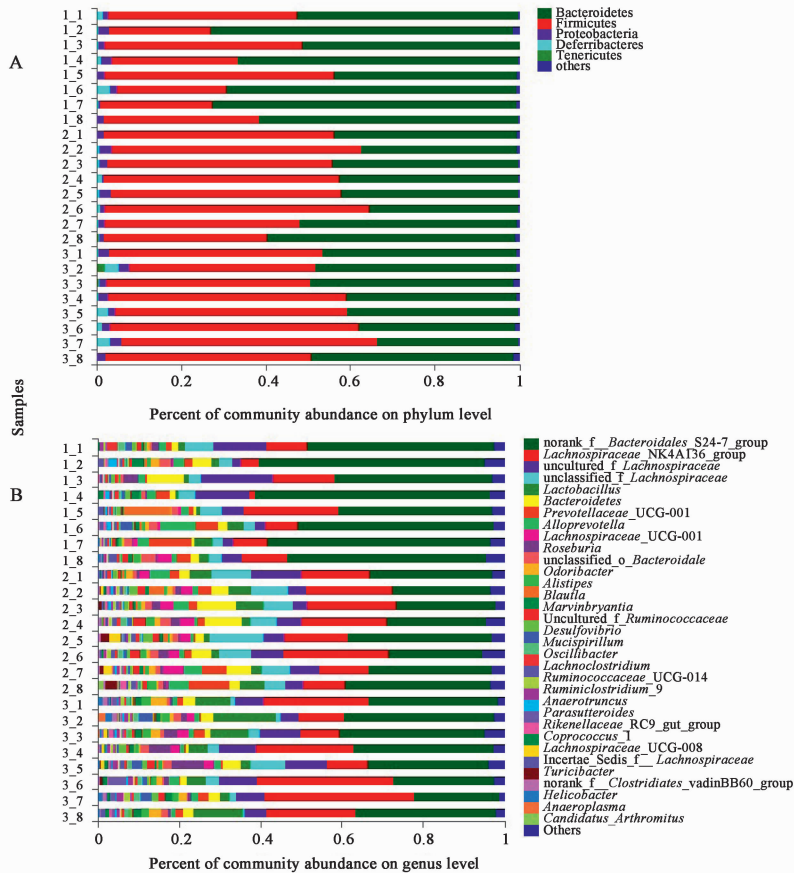 A
1_1
1_2
1_3
1_4
1_5
1_6
1_7
1_8
2_1
2_2
2_3
2_4
2_5
2_6
2_7
2_8
3_1
3_2
3_3
3_4
3_5
3_6
3_7
3_8
0
0.2
0.4
0.6
0.8
1
Percent of community abundance on phylum level
Bacteroidetes
Firmicutes
Proteobacteria
Deferribacteres
Tenericutes
others
Samples
B
1_1
1_2
1_3
1_4
1_5
1_6
1_7
1_8
2_1
2_2
2_3
2_4
2_5
2_6
2_7
2_8
3_1
3_2
3_3
3_4
3_5
3_6
3_7
3_8
0
0.2
0.4
0.6
0.8
1
Percent of community abundance on genus level
norank_f__Bacteroidales_S24-7_group
Lachnospiraceae_NK4A136_group
uncultured_f_Lachnospiraceae
unclassified_f_Lachnospiraceae
Lactobacillus
Bacteroidetes
Prevotellaceae_UCG-001
Alloprevotella
Lachnospiraceae_UCG-001
Roseburia
unclassified_o_Bacteroidale
Odoribacter
Alistipes
Blautla
Marvinbryantia
Uncultured_f_Ruminococcaceae
Desulfovibrio
Mucispirillum
Oscillibacter
Lachnoclostridium
Ruminococcaceae_UCG-014
Ruminiclostridium_9
Anaerotruncus
Parasutteroides
Rikenellaceae_RC9_gut_group
Coprococcus_1
Lachnospiraceae_UCG-008
Incertae_Sedis_f__Lachnospiraceae
Turicibacter
norank_f__Clostridiates_vadinBB60_group
Helicobacter
Anaeroplasma
Candidatus_Arthromitus
Others